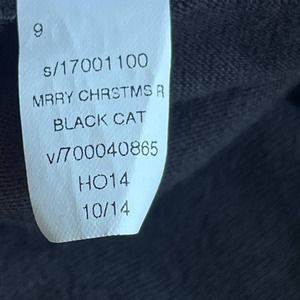 9
s/17001100
MRRY CHRSTMS R
BLACK CAT
v/700040865
HO14
10/14